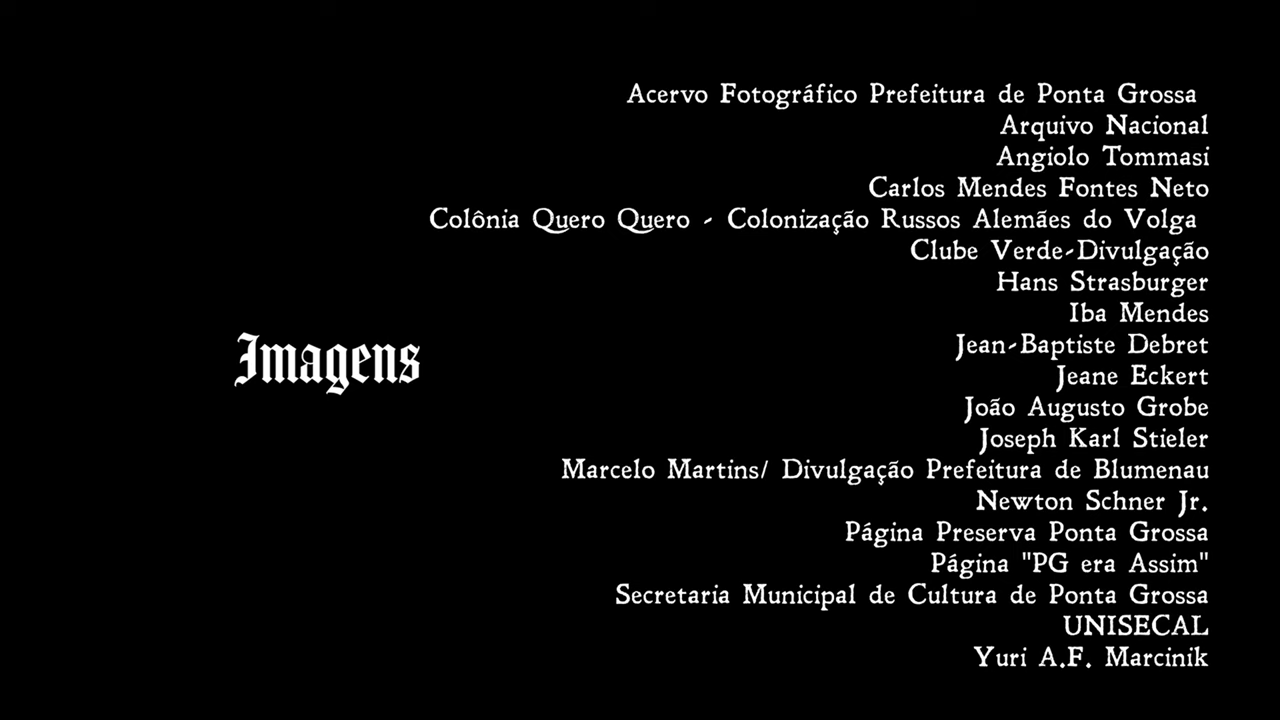 Imagens
Acervo Fotográfico Prefeitura de Ponta Grossa
Arquivo Nacional
Angiolo Tommasi
Carlos Mendes Fontes Neto
Colônia Quero Quero - Colonização Russos Alemães do Volga
Clube Verde-Divulgação
Hans Strasburger
Iba Mendes
Jean-Baptiste Debret
Jeane Eckert
João Augusto Grobe
Joseph Karl Stieler
Marcelo Martins/ Divulgação Prefeitura de Blumenau
Newton Schner Jr.
Página Preserva Ponta Grossa
Página "PG era Assim"
Secretaria Municipal de Cultura de Ponta Grossa
UNISECAL
Yuri A.F. Marcinik